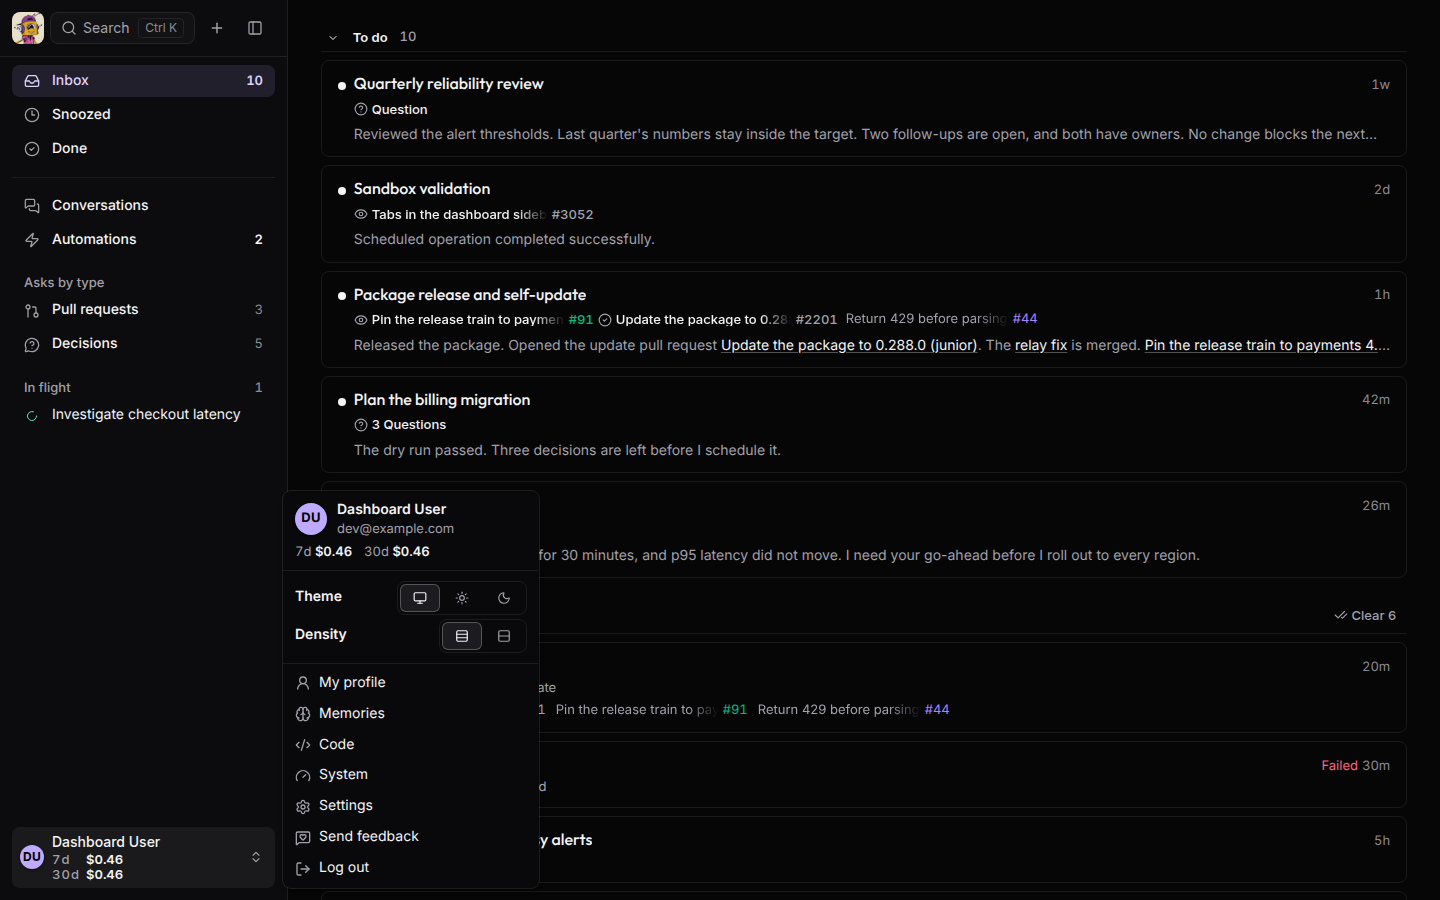 Search Ctrl K
Inbox 10
Snoozed
Done
Conversations
Automations 2
Asks by type
Pull requests 3
Decisions 5
In flight 1
Investigate checkout latency
DU
Dashboard User
7d $0.46
30d $0.46
To do 10
Quarterly reliability review 1w
Question
Reviewed the alert thresholds. Last quarter's numbers stay inside the target. Two follow-ups are open, and both have owners. No change blocks the next...
Sandbox validation 2d
Tabs in the dashboard sideb #3052
Scheduled operation completed successfully.
Package release and self-update 1h
Pin the release train to paymen #91 Update the package to 0.28 #2201 Return 429 before parsing #44
Released the package. Opened the update pull request Update the package to 0.288.0 (junior). The relay fix is merged. Pin the release train to payments 4....
Plan the billing migration 42m
3 Questions
The dry run passed. Three decisions are left before I schedule it.
26m
for 30 minutes, and p95 latency did not move. I need your go-ahead before I roll out to every region.
Clear 6
20m
ate
1 Pin the release train to pay #91 Return 429 before parsing #44
Failed 30m
d
y alerts 5h
DU
Dashboard User
dev@example.com
7d $0.46 30d $0.46
Theme
Density
My profile
Memories
Code
System
Settings
Send feedback
Log out